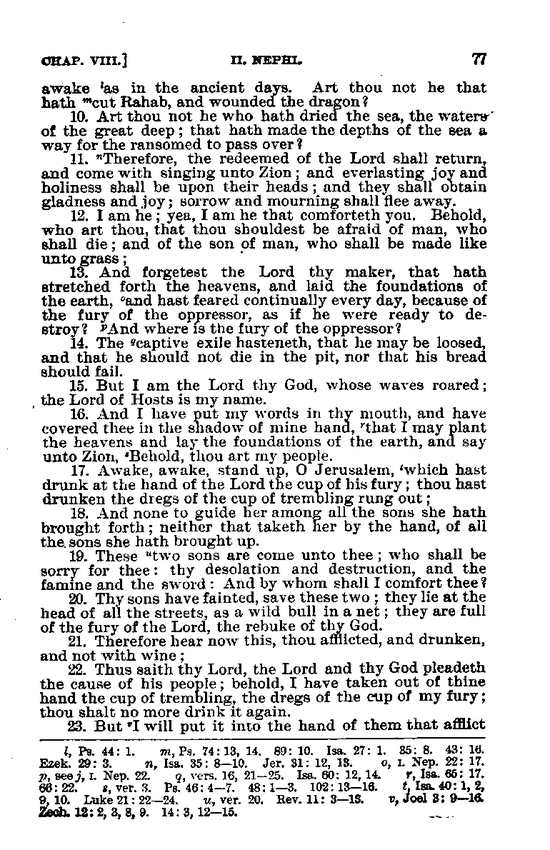 CHAP. VIII.] II. NEPHI. 77
awake ˡas in the ancient days. Art thou not he that
hath ᵐcut Rahab, and wounded the dragon?
10. Art thou not he who hath dried the sea, the waters
of the great deep; that hath made the depths of the sea a
way for the ransomed to pass over?
11. ⁿTherefore, the redeemed of the Lord shall return,
and come with singing unto Zion; and everlasting joy and
holiness shall be upon their heads; and they shall obtain
gladness and joy; sorrow and mourning shall flee away.
12. I am he; yea, I am he that comforteth you. Behold,
who art thou, that thou shouldest be afraid of man, who
shall die; and of the son of man, who shall be made like
unto grass;
13. And forgetest the Lord thy maker, that hath
stretched forth the heavens, and laid the foundations of
the earth, ᵒand hast feared continually every day, because of
the fury of the oppressor, as if he were ready to de-
stroy? ᵖAnd where is the fury of the oppressor?
14. The qcaptive exile hasteneth, that he may be loosed,
and that he should not die in the pit, nor that his bread
should fail.
15. But I am the Lord thy God, whose waves roared;
the Lord of Hosts is my name.
16. And I have put my words in thy mouth, and have
covered thee in the shadow of mine hand, ʳthat I may plant
the heavens and lay the foundations of the earth, and say
unto Zion, ˢBehold, thou art my people.
17. Awake, awake, stand up, O Jerusalem, ᵗwhich hast
drunk at the hand of the Lord the cup of his fury; thou hast
drunken the dregs of the cup of trembling rung out;
18. And none to guide her among all the sons she hath
brought forth; neither that taketh her by the hand, of all
the sons she hath brought up.
19. These ᵘtwo sons are come unto thee; who shall be
sorry for thee: thy desolation and destruction, and the
famine and the sword: And by whom shall I comfort thee?
20. Thy sons have fainted, save these two; they lie at the
head of all the streets, as a wild bull in a net; they are full
of the fury of the Lord, the rebuke of thy God.
21. Therefore hear now this, thou afflicted, and drunken,
and not with wine;
22. Thus saith thy Lord, the Lord and thy God pleadeth
the cause of his people; behold, I have taken out of thine
hand the cup of trembling, the dregs of the cup of my fury;
thou shalt no more drink it again.
23. But ᵛI will put it into the hand of them that afflict
l, Ps. 44: 1. m, Ps. 74: 13, 14. 89: 10. Isa. 27: 1. 35: 8. 43: 16.
Ezek. 29: 3. n, Isa. 35: 8—10. Jer. 31: 12, 13. o, I. Nep. 22: 17.
p, see j, I. Nep. 22. q, vers. 16, 21—25. Isa. 60: 12, 14. r, Isa. 65: 17.
66: 22. s, ver. 3. Ps. 46: 4—7. 48: 1—3. 102: 13—16. t, Isa. 40: 1, 2,
9, 10. Luke 21: 22—24. u, ver. 20. Rev. 11: 3—13. v, Joel 3: 9—16.
Zech. 12: 2, 3, 8, 9. 14: 3, 12—15.